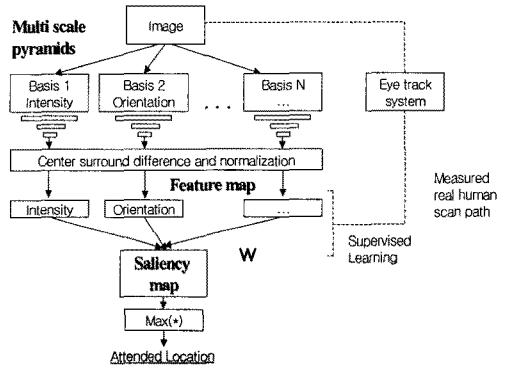 Multi scale
pyramids
Image
Basis 1
Intensity
Basis 2
Orientation
. . .
Basis N
...
Eye track
system
Center surround difference and normalization
Feature map
Measured
real human
scan path
Intensity
Orientation
...
Supervised
Learning
W
Saliency
map
Max(*)
Attended Location